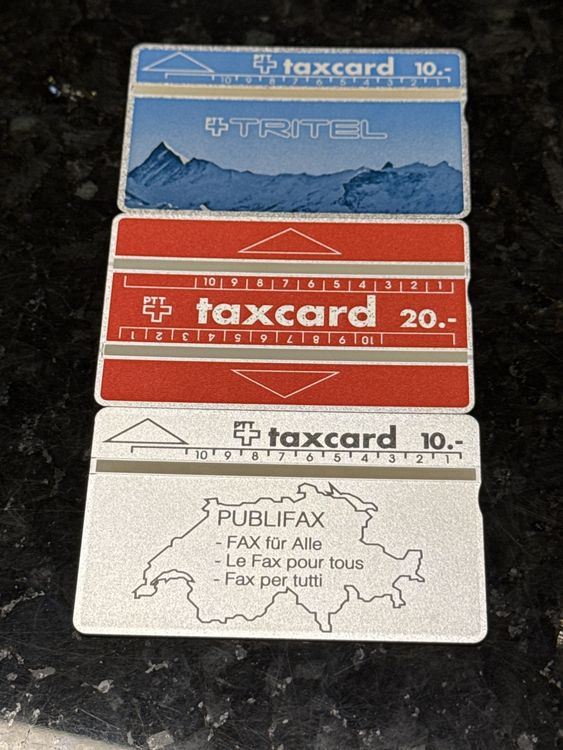 taxcard 10.-
10 9 8 7 6 5 4 3 2 1
TRITEL
10 9 8 7 6 5 4 3 2 1
PTT
taxcard 20.-
1 2 3 4 5 6 7 8 9 10
PTT
taxcard 10.-
10 9 8 7 6 5 4 3 2 1
PUBLIFAX
- FAX für Alle
- Le Fax pour tous
- Fax per tutti